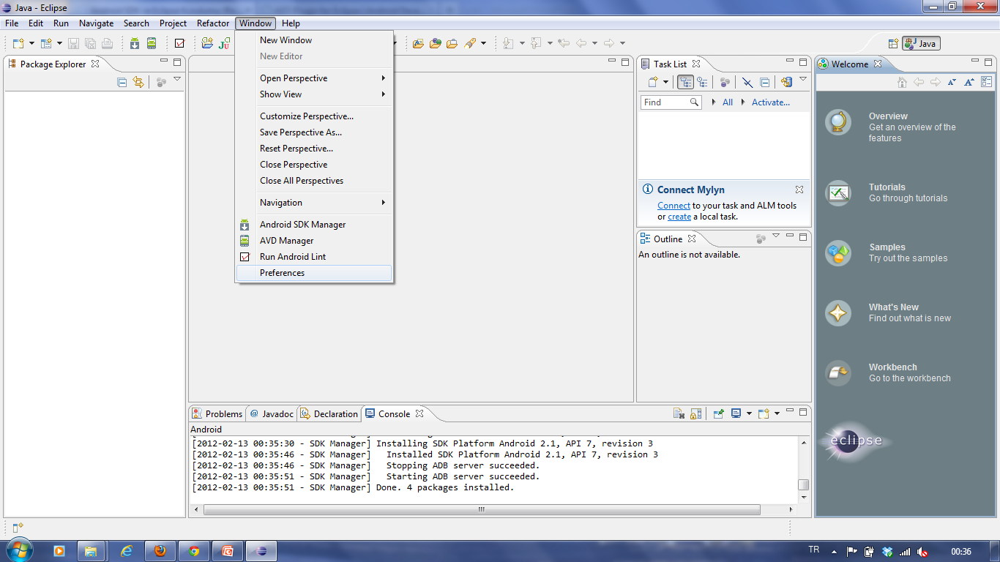 Java - Eclipse
File Edit Run Navigate Search Project Refactor Window Help
Java
New Window
New Editor
Open Perspective
Show View
Customize Perspective...
Save Perspective As...
Reset Perspective...
Close Perspective
Close All Perspectives
Navigation
Android SDK Manager
AVD Manager
Run Android Lint
Preferences
Package Explorer
Task List
Find
All
Activate...
Connect Mylyn
Connect to your task and ALM tools
or create a local task.
Outline
An outline is not available.
Welcome
Overview
Get an overview of the
features
Tutorials
Go through tutorials
Samples
Try out the samples
What's New
Find out what is new
Workbench
Go to the workbench
eclipse
Problems @ Javadoc Declaration Console
Android
[2012-02-13 00:35:30 - SDK Manager] Installing SDK Platform Android 2.1, API 7, revision 3
[2012-02-13 00:35:46 - SDK Manager] Installed SDK Platform Android 2.1, API 7, revision 3
[2012-02-13 00:35:46 - SDK Manager] Stopping ADB server succeeded.
[2012-02-13 00:35:51 - SDK Manager] Starting ADB server succeeded.
[2012-02-13 00:35:51 - SDK Manager] Done. 4 packages installed.
TR
00:36